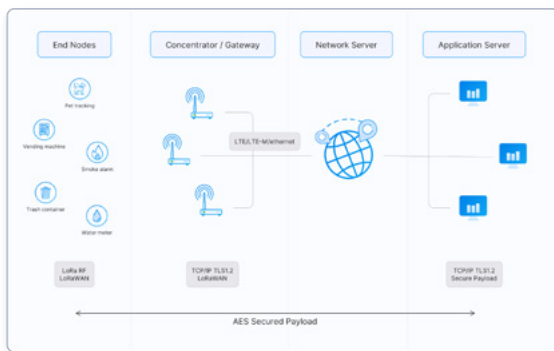 End Nodes
Concentrator / Gateway
Network Server
Application Server
Pet tracking
Vending machine
Smoke alarm
Trash container
Water meter
LTE/LTE-M/ethernet
LoRa RF
LoRaWAN
TCP/IP TLS1.2
LoRaWAN
TCP/IP TLS1.2
Secure Payload
AES Secured Payload